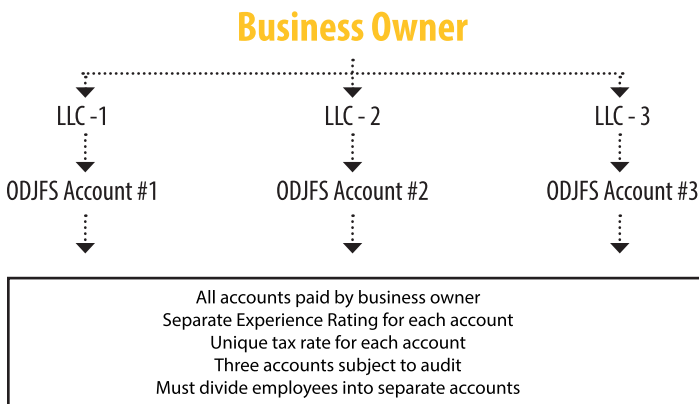 Business Owner
LLC -1 LLC - 2 LLC - 3
ODJFS Account #1 ODJFS Account #2 ODJFS Account #3
All accounts paid by business owner
Separate Experience Rating for each account
Unique tax rate for each account
Three accounts subject to audit
Must divide employees into separate accounts